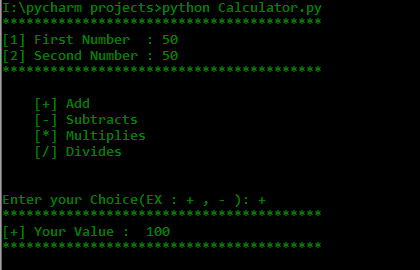 I:\pycharm projects>python Calculator.py
****************************************
[1] First Number  : 50
[2] Second Number : 50
****************************************
    [+] Add
    [-] Subtracts
    [*] Multiplies
    [/] Divides
Enter your Choice(EX : + , - ): +
****************************************
[+] Your Value :  100
****************************************